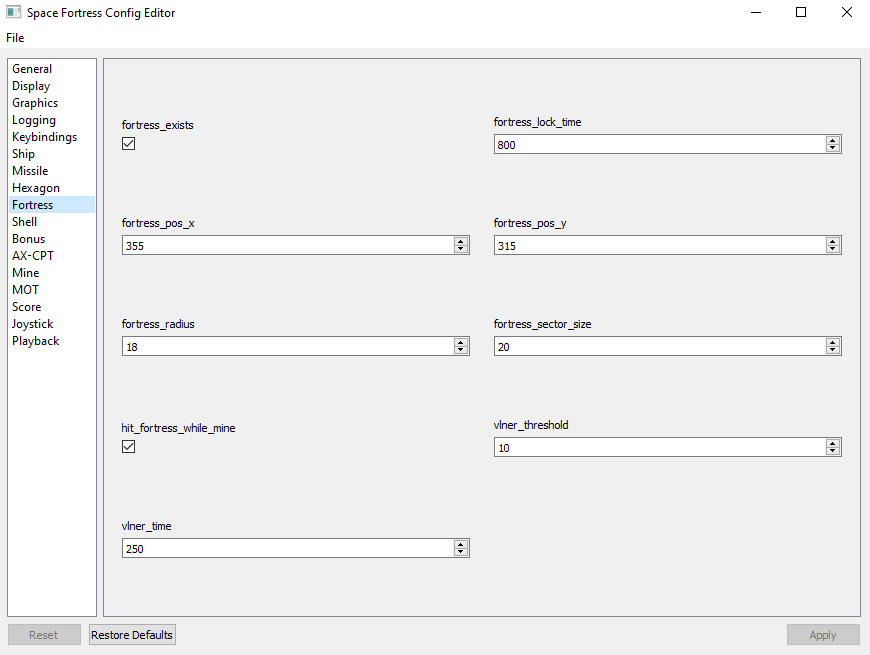 Space Fortress Config Editor
File
General
Display
Graphics
Logging
Keybindings
Ship
Missile
Hexagon
Fortress
Shell
Bonus
AX-CPT
Mine
MOT
Score
Joystick
Playback
fortress_exists
fortress_lock_time
800
fortress_pos_x
355
fortress_pos_y
315
fortress_radius
18
fortress_sector_size
20
hit_fortress_while_mine
vlner_threshold
10
vlner_time
250
Reset
Restore Defaults
Apply